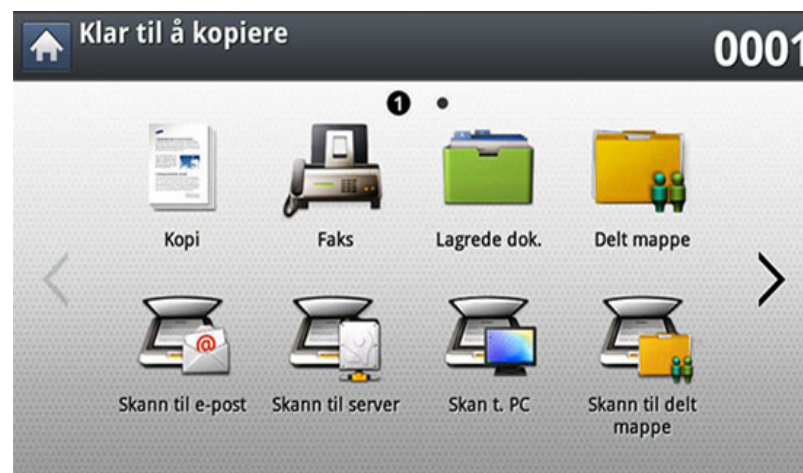 Klar til å kopiere
0001
1
Kopi
Faks
Lagrede dok.
Delt mappe
Skann til e-post
Skann til server
Skan t. PC
Skann til delt
mappe